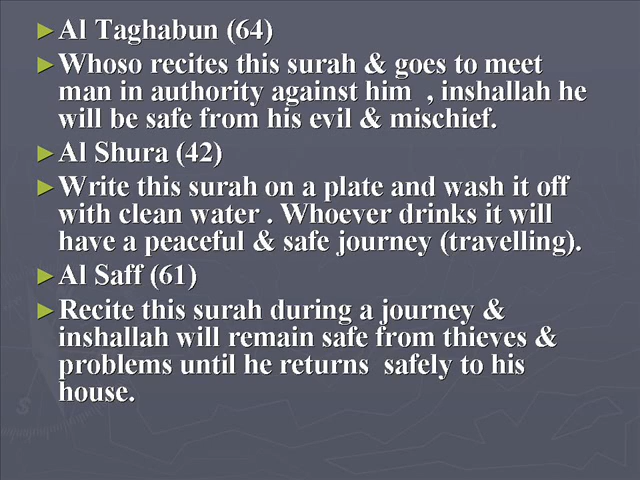 ► Al Taghabun (64)
► Whoso recites this surah & goes to meet
man in authority against him  , inshallah he
will be safe from his evil & mischief.
► Al Shura (42)
► Write this surah on a plate and wash it off
with clean water . Whoever drinks it will
have a peaceful & safe journey (travelling).
► Al Saff (61)
► Recite this surah during a journey &
inshallah will remain safe from thieves &
problems until he returns  safely to his
house.
S